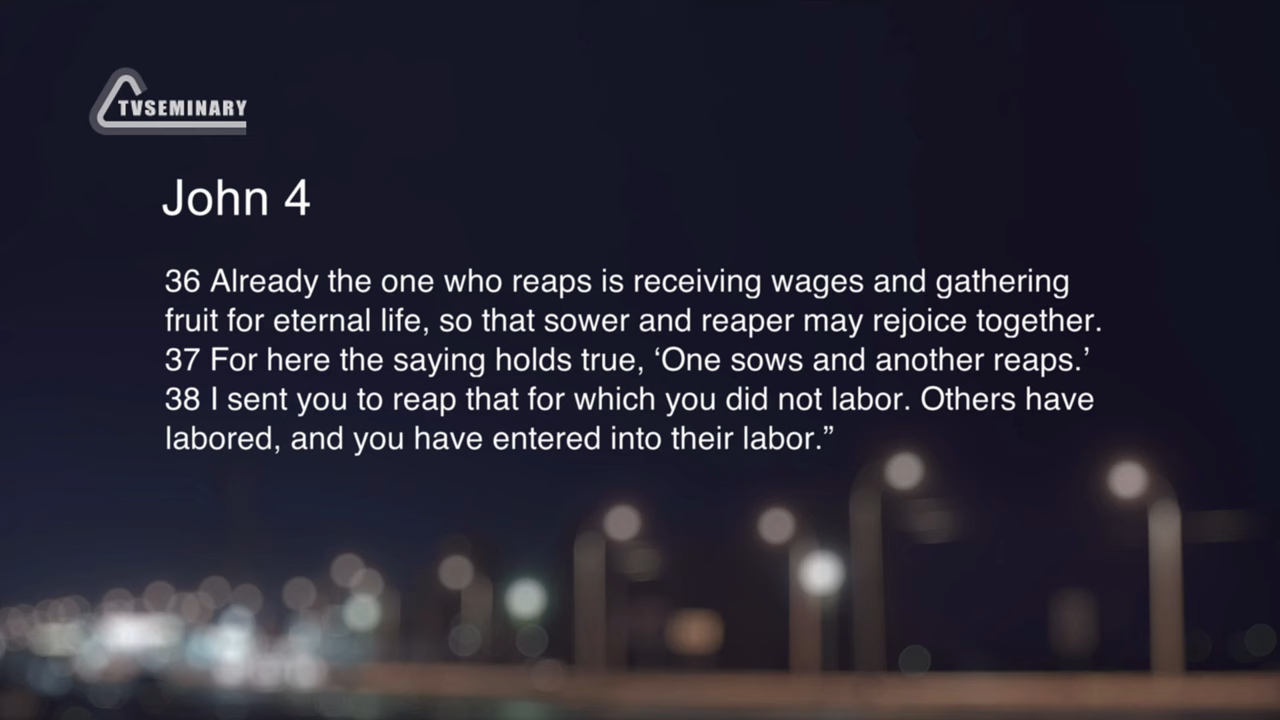 TVSEMINARY
John 4
36 Already the one who reaps is receiving wages and gathering
fruit for eternal life, so that sower and reaper may rejoice together.
37 For here the saying holds true, ‘One sows and another reaps.’
38 I sent you to reap that for which you did not labor. Others have
labored, and you have entered into their labor.”